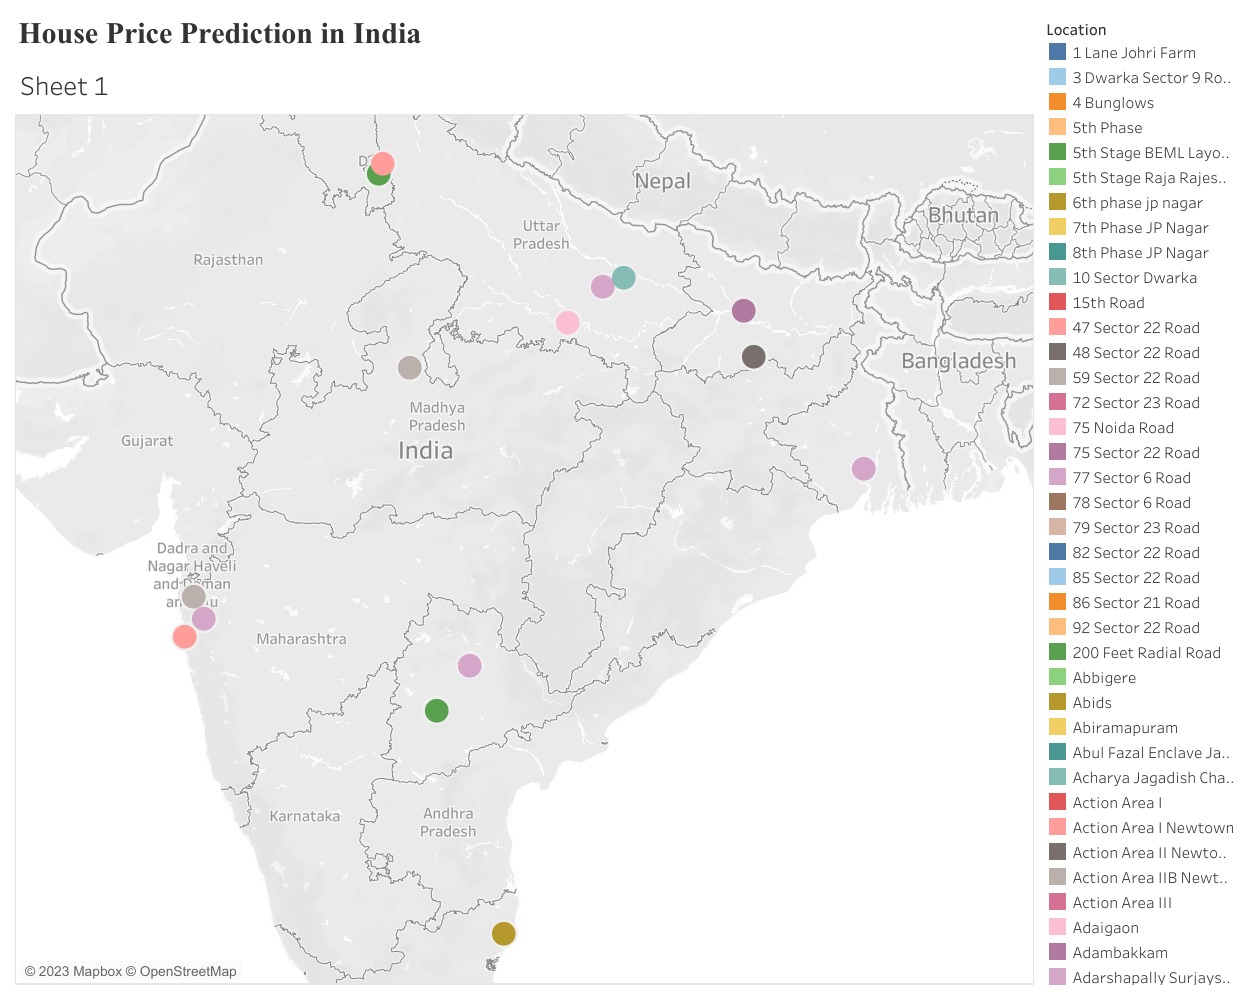 House Price Prediction in India
Sheet 1
Nepal
Bhutan
Uttar
Pradesh
Rajasthan
Bangladesh
Madhya
Pradesh
India
Gujarat
Dadra and
Nagar Haveli
Maharashtra
Karnataka
Andhra
Pradesh
© 2023 Mapbox © OpenStreetMap
Location
1 Lane Johri Farm
3 Dwarka Sector 9 Ro..
4 Bunglows
5th Phase
5th Stage BEML Layo..
5th Stage Raja Rajes..
6th phase jp nagar
7th Phase JP Nagar
8th Phase JP Nagar
10 Sector Dwarka
15th Road
47 Sector 22 Road
48 Sector 22 Road
59 Sector 22 Road
72 Sector 23 Road
75 Noida Road
75 Sector 22 Road
77 Sector 6 Road
78 Sector 6 Road
79 Sector 23 Road
82 Sector 22 Road
85 Sector 22 Road
86 Sector 21 Road
92 Sector 22 Road
200 Feet Radial Road
Abbigere
Abids
Abiramapuram
Abul Fazal Enclave Ja..
Acharya Jagadish Cha..
Action Area I
Action Area I Newtown
Action Area II Newto..
Action Area IIB Newt..
Action Area III
Adaigaon
Adambakkam
Adarshapally Surjays..